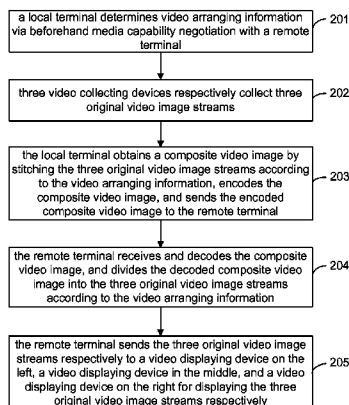 a local terminal determines video arranging information
via beforehand media capability negotiation with a remote
terminal
201
three video collecting devices respectively collect three
original video image streams
202
the local terminal obtains a composite video image by
stitching the three original video image streams according
to the video arranging information, encodes the
composite video image, and sends the encoded
composite video image to the remote terminal
203
the remote terminal receives and decodes the composite
video image, and divides the decoded composite video
image into the three original video image streams
according to the video arranging information
204
the remote terminal sends the three original video image
streams respectively to a video displaying device on the
left, a video displaying device in the middle, and a video
displaying device on the right for displaying the three
original video image streams respectively
205